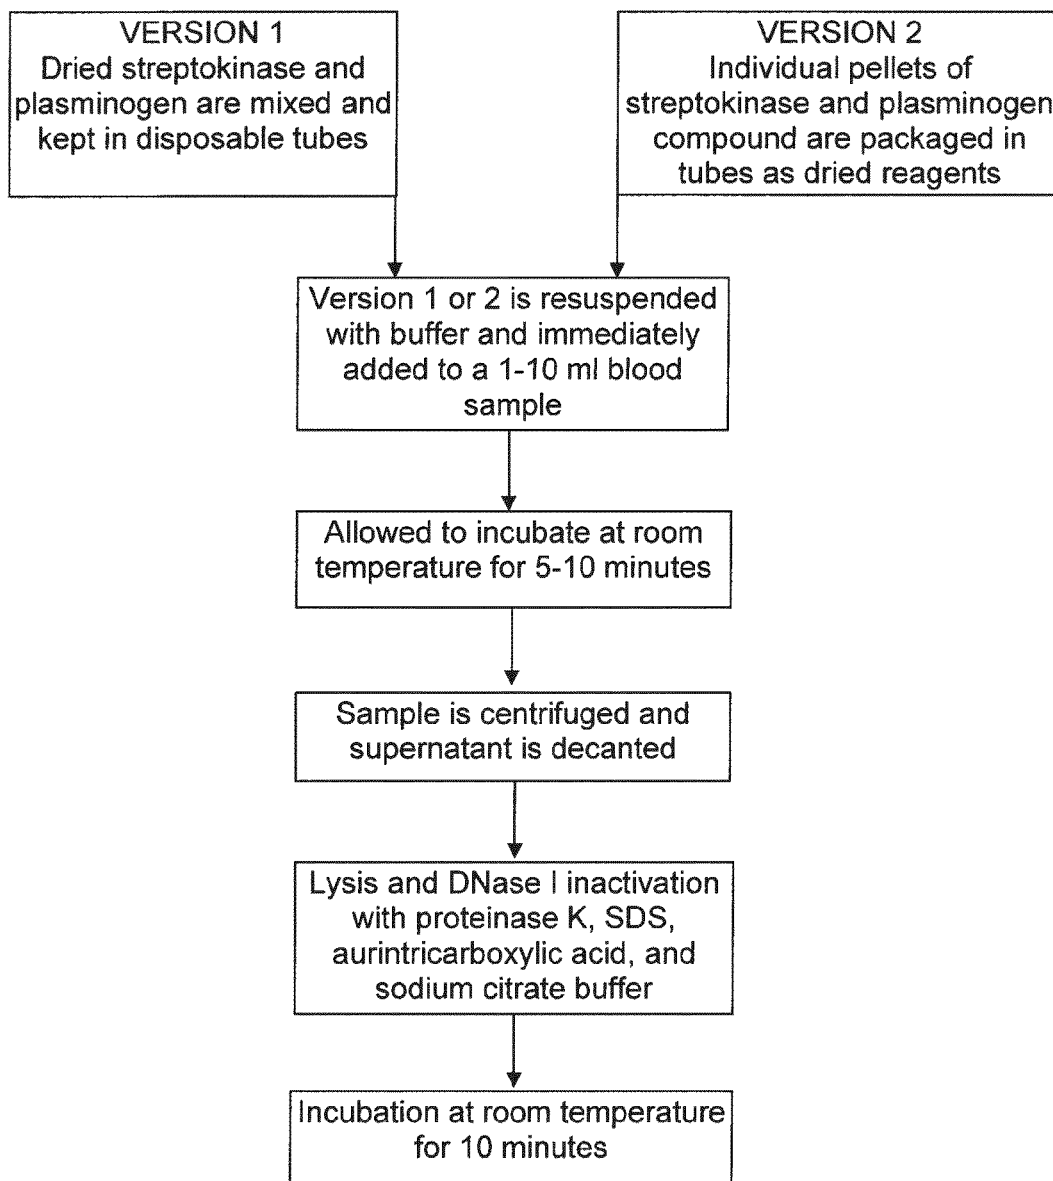 VERSION 1
Dried streptokinase and
plasminogen are mixed and
kept in disposable tubes
VERSION 2
Individual pellets of
streptokinase and plasminogen
compound are packaged in
tubes as dried reagents
Version 1 or 2 is resuspended
with buffer and immediately
added to a 1-10 ml blood
sample
Allowed to incubate at room
temperature for 5-10 minutes
Sample is centrifuged and
supernatant is decanted
Lysis and DNase I inactivation
with proteinase K, SDS,
aurintricarboxylic acid, and
sodium citrate buffer
Incubation at room temperature
for 10 minutes